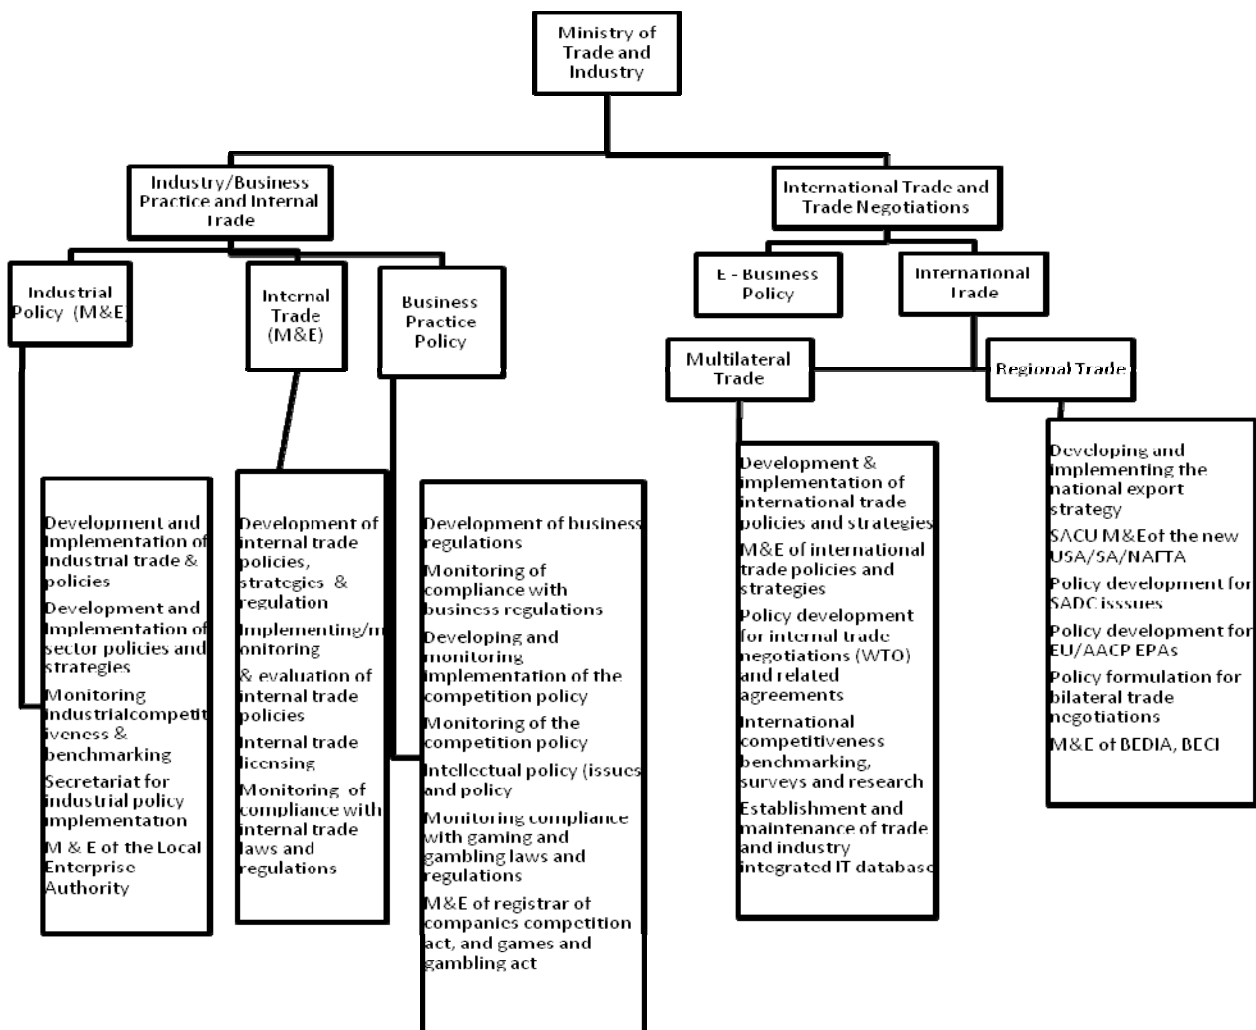 Ministry of
Trade and
Industry
Industry/Business
Practice and Internal
Trade
International Trade and
Trade Negotiations
Industrial
Policy (M&E)
Internal
Trade
(M&E)
Business
Practice
Policy
E - Business
Policy
International
Trade
Multilateral
Trade
Regional Trade
Development and
Implementation of
Industrial trade &
policies
Development and
Implementation of
sector policies and
strategies
Monitoring
industrialcompetit
iveness &
benchmarking
Secretariat for
industrial policy
implementation
M & E of the Local
Enterprise
Authority
Development of
internal trade
policies,
strategies &
regulation
Implementing/m
onitoring
& evaluation of
internal trade
policies
Internal trade
licensing
Monitoring of
compliance with
internal trade
laws and
regulations
Development of business
regulations
Monitoring of
compliance with
business regulations
Developing and
monitoring
implementation of the
competition policy
Monitoring of the
competition policy
Intellectual policy (issues
and policy
Monitoring compliance
with gaming and
gambling laws and
regulations
M&E of registrar of
companies competition
act, and games and
gambling act
Development &
implementation of
international trade
policies and strategies
M&E of international
trade policies and
strategies
Policy development
for internal trade
negotiations (WTO)
and related
agreements
International
competitiveness
benchmarking,
surveys and research
Establishment and
maintenance of trade
and industry
integrated IT database
Developing and
implementing the
national export
strategy
SACU M&Eof the new
USA/SA/NAFTA
Policy development for
SADC isssues
Policy development for
EU/AACP EPAs
Policy formulation for
bilateral trade
negotiations
M&E of BEDIA, BECI